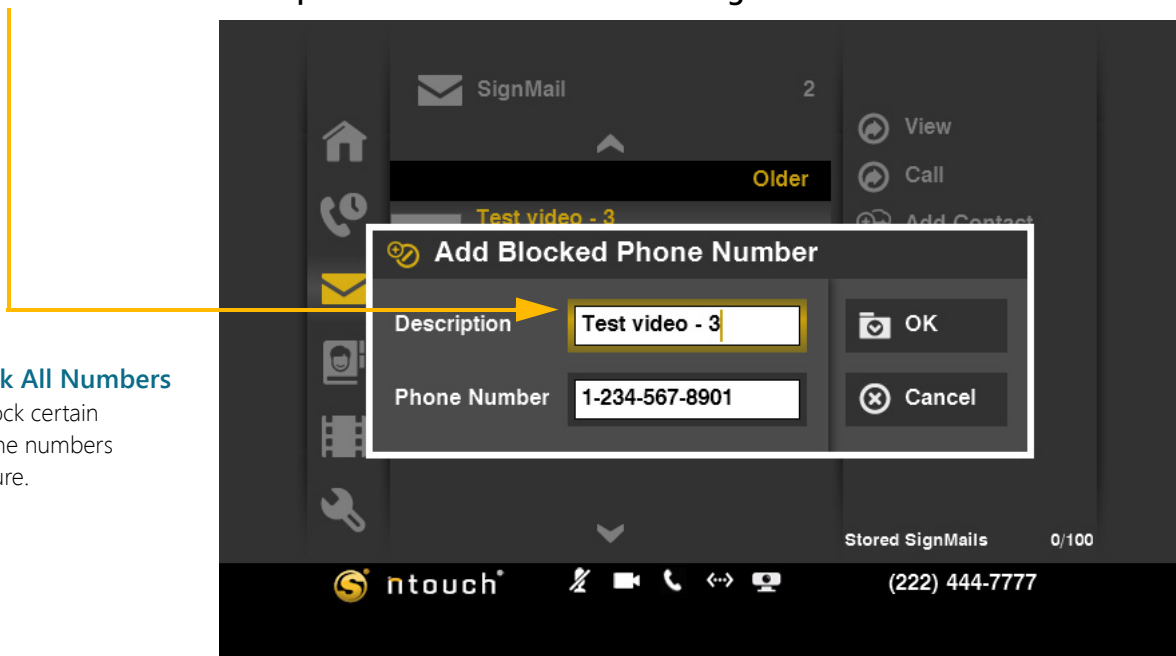 SignMail 2
View
Older
Call
Test video - 3
Add Contact
Add Blocked Phone Number
Description
Test video - 3
OK
Phone Number
1-234-567-8901
Cancel
k All Numbers
ock certain
ne numbers
ure.
Stored SignMails 0/100
S ntouch
(222) 444-7777